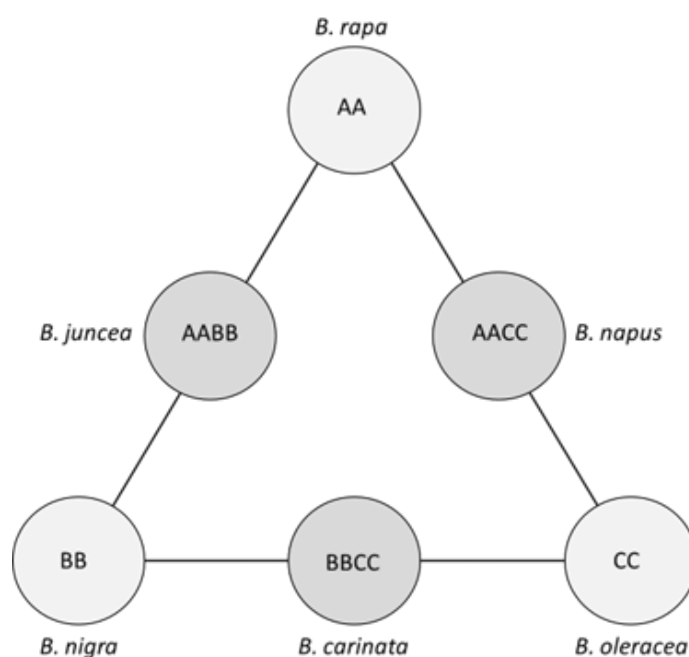 B. rapa
AA
B. juncea
AABB
AACC
B. napus
BB
BBCC
CC
B. nigra
B. carinata
B. oleracea